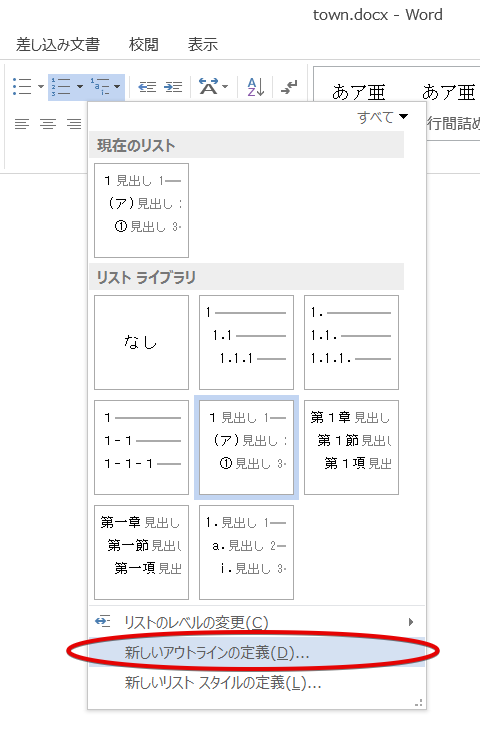 town.docx - Word
差し込み文書 校閲 表示
あア亜 あア亜
行間詰め
すべて
現在のリスト
1 見出し 1
(ア) 見出し 2
① 見出し 3
リスト ライブラリ
なし
1
1.1
1.1.1
1.
1.1.
1.1.1.
1
1-1
1-1-1
1 見出し 1
(ア) 見出し 2
① 見出し 3
第１章 見出し
第１節 見出し
第１項 見出
第一章 見出し
第一節 見出し
第一項 見出
1. 見出し 1
a. 見出し 2
i. 見出し 3
リストのレベルの変更(C)
新しいアウトラインの定義(D)...
新しいリスト スタイルの定義(L)...